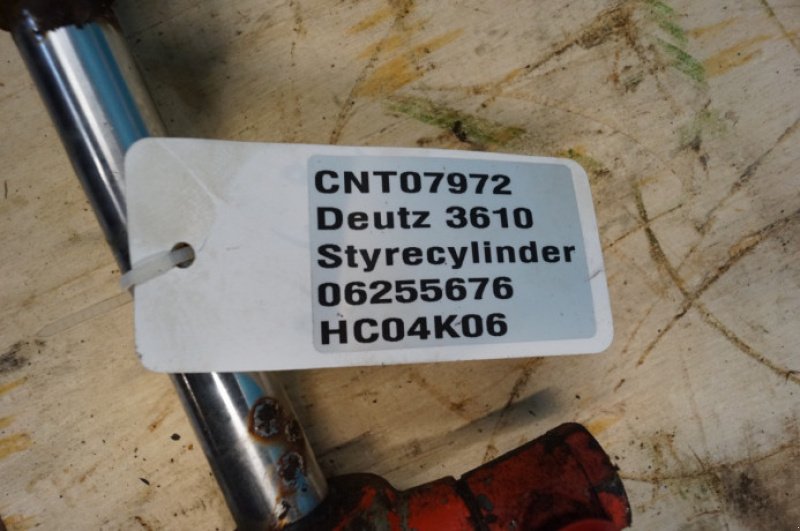 CNT07972
Deutz 3610
Styrecylinder
06255676
HC04K06